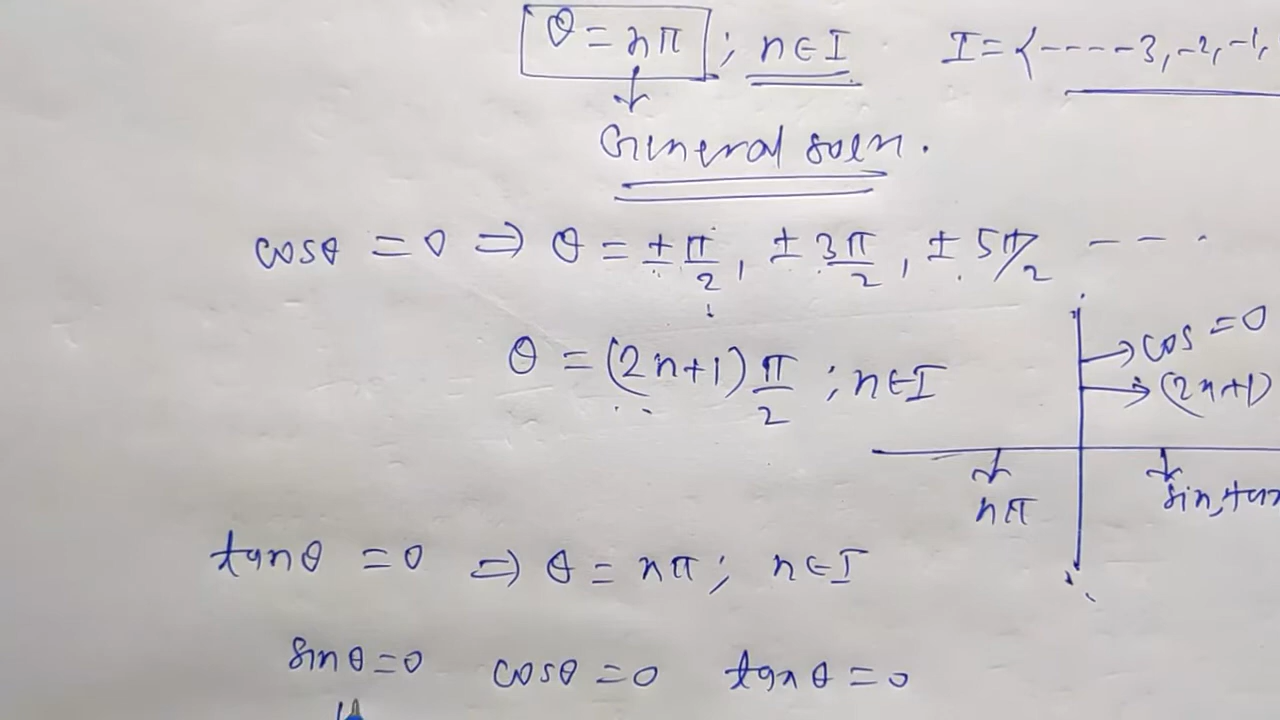 θ = nπ ; n∈I I = {-----3, -2, -1,
General soln.
cosθ = 0 ⇒ θ = ± π/2, ± 3π/2, ± 5π/2 - - - .
cos = 0
θ = (2n+1) π/2 ; n∈I
(2n+1)
nπ sin, tan
tanθ = 0 ⇒ θ = nπ ; n∈I
sinθ = 0 cosθ = 0 tanθ = 0